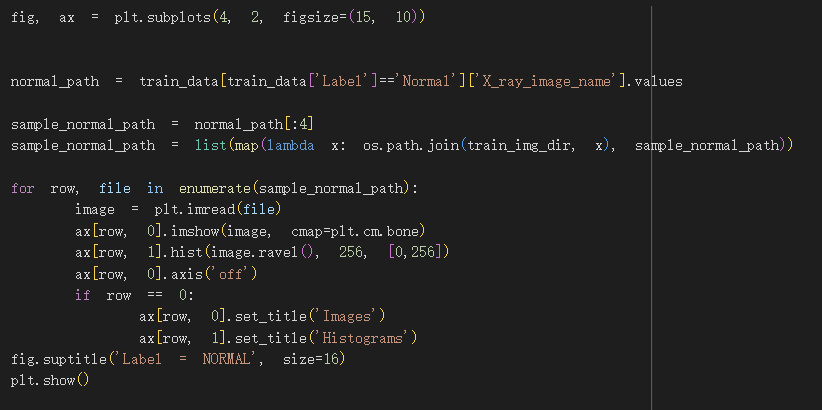 fig, ax = plt.subplots(4, 2, figsize=(15, 10))
normal_path = train_data[train_data['Label']=='Normal']['X_ray_image_name'].values
sample_normal_path = normal_path[:4]
sample_normal_path = list(map(lambda x: os.path.join(train_img_dir, x), sample_normal_path))
for row, file in enumerate(sample_normal_path):
        image = plt.imread(file)
        ax[row, 0].imshow(image, cmap=plt.cm.bone)
        ax[row, 1].hist(image.ravel(), 256, [0,256])
        ax[row, 0].axis('off')
        if row == 0:
                ax[row, 0].set_title('Images')
                ax[row, 1].set_title('Histograms')
fig.suptitle('Label = NORMAL', size=16)
plt.show()